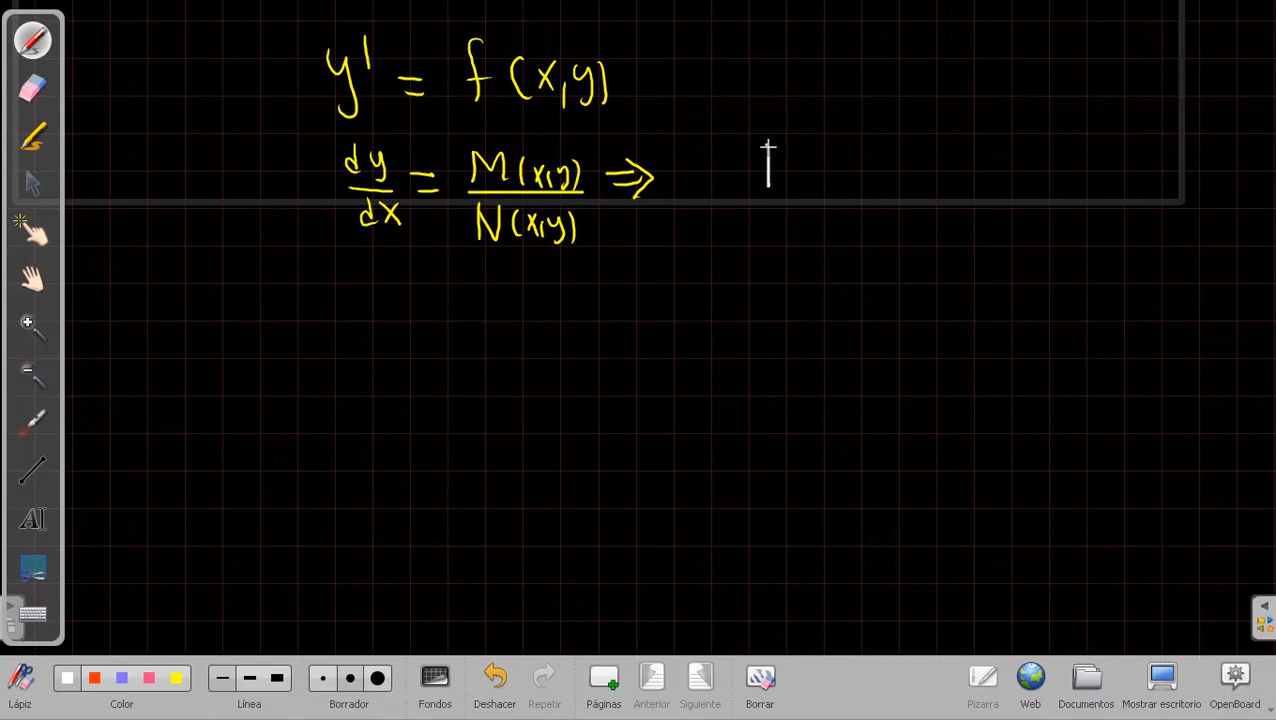 y' = f(x,y)
dy/dx = M(x,y)/N(x,y) ⇒
AI
Lápiz
Color
Línea
Borrador
Fondos
Deshacer
Repetir
Páginas
Anterior
Siguiente
Borrar
Pizarra
Web
Documentos
Mostrar escritorio
OpenBoard